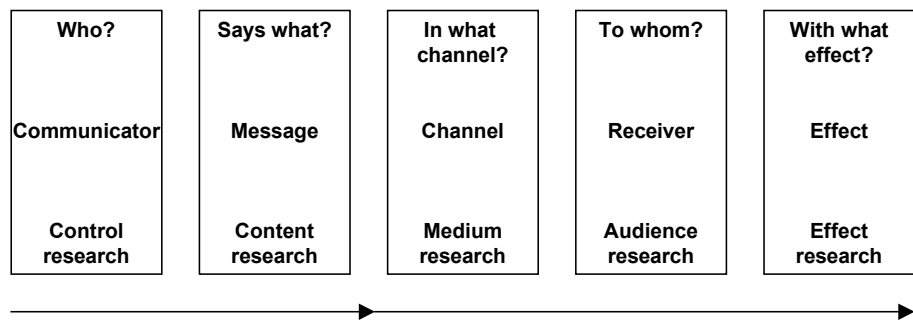 Who?
Communicator
Control
research
Says what?
Message
Content
research
In what
channel?
Channel
Medium
research
To whom?
Receiver
Audience
research
With what
effect?
Effect
Effect
research